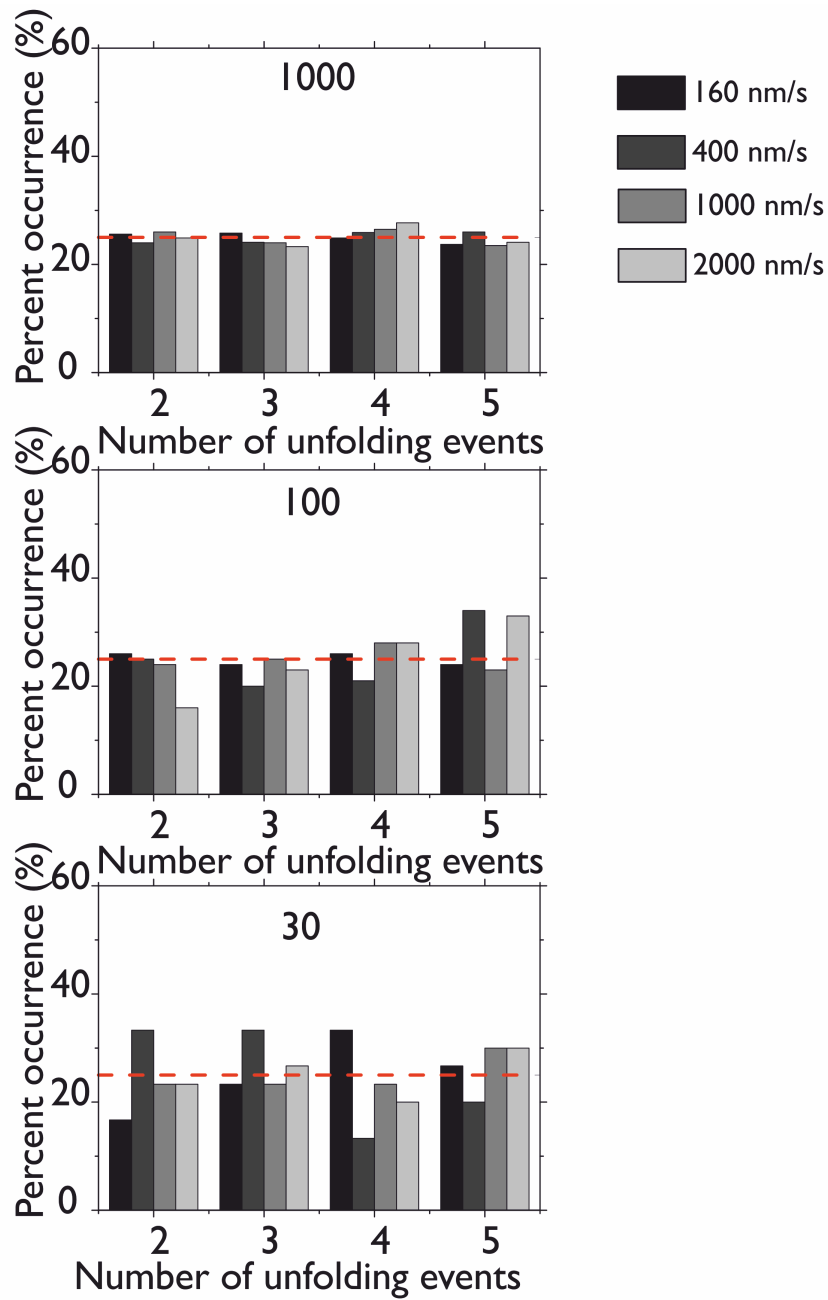 Percent occurrence (%)
60
40
20
0
1000
2 3 4 5
Number of unfolding events
160 nm/s
400 nm/s
1000 nm/s
2000 nm/s
Percent occurrence (%)
60
40
20
0
100
2 3 4 5
Number of unfolding events
Percent occurrence (%)
60
40
20
0
30
2 3 4 5
Number of unfolding events